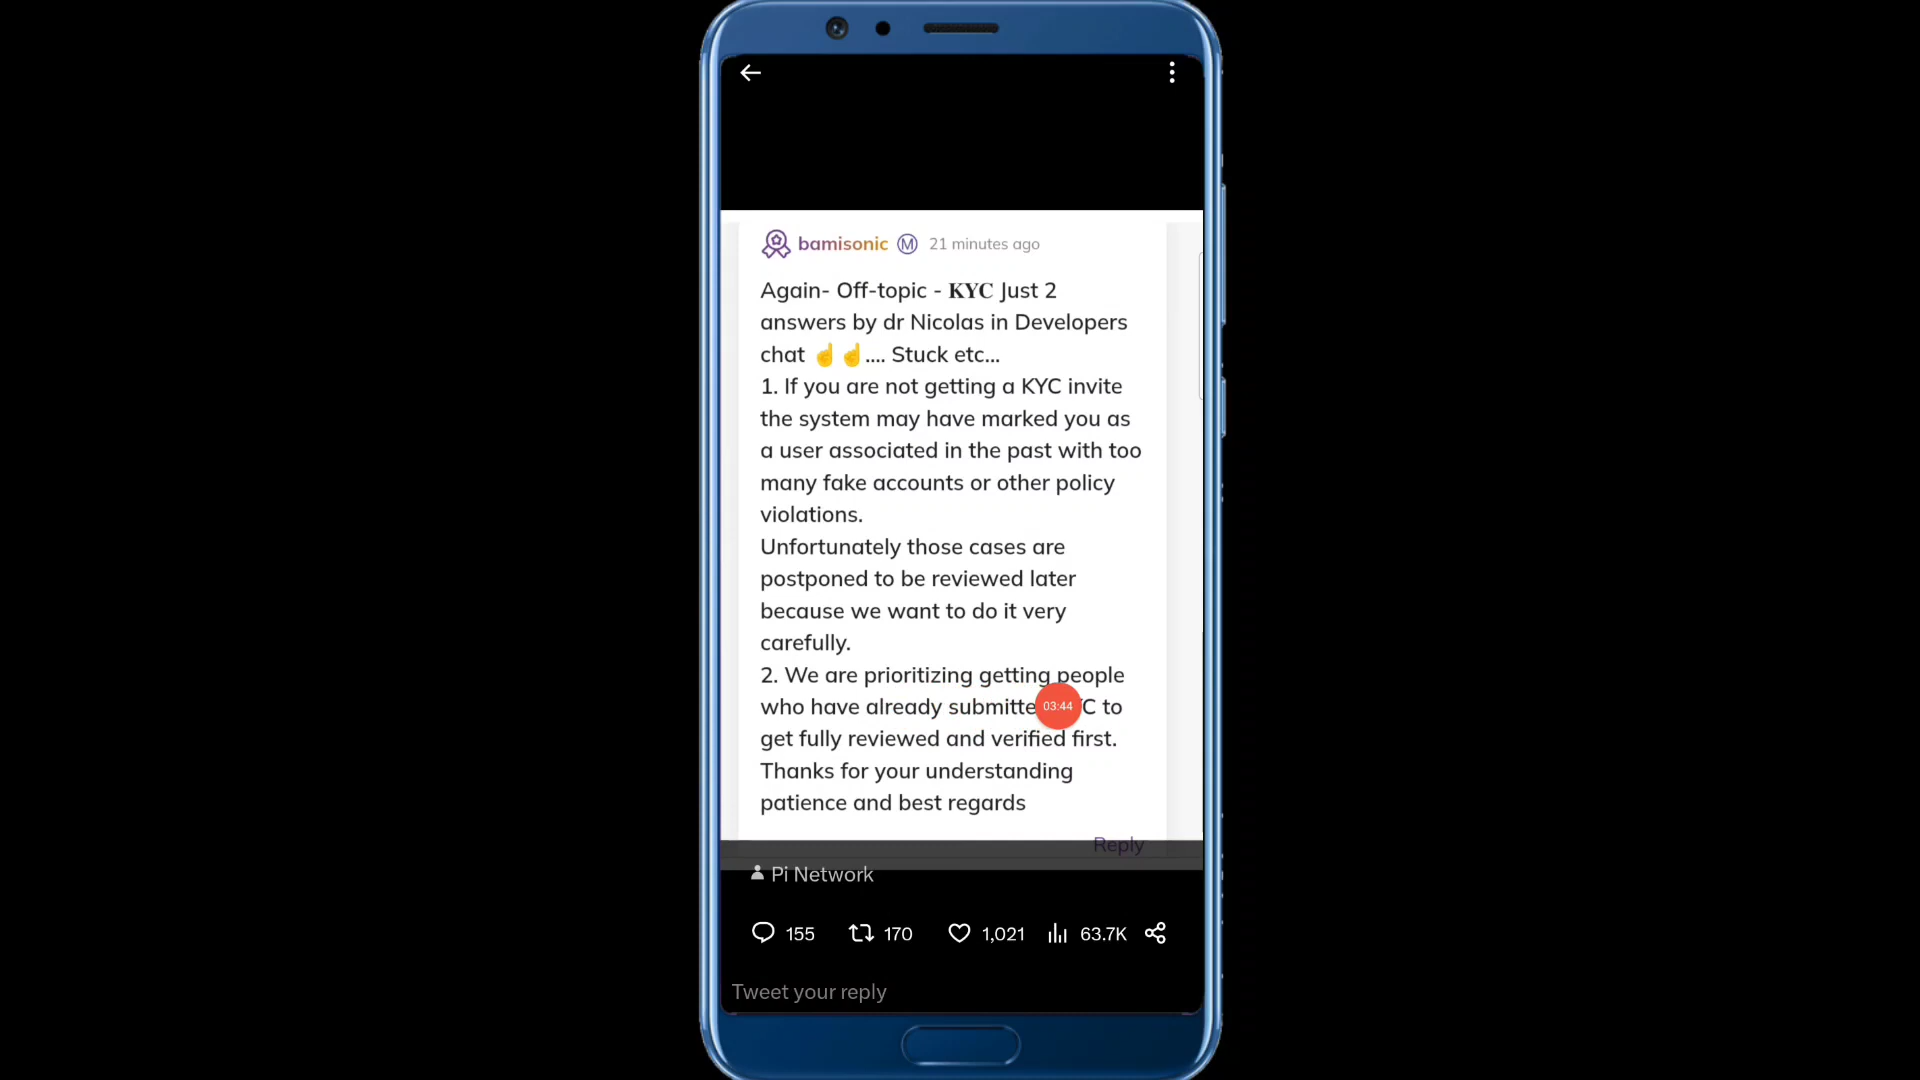 bamisonic M 21 minutes ago
Again- Off-topic - 𝐊𝐘𝐂 Just 2
answers by dr Nicolas in Developers
chat ☝️☝️.... Stuck etc...
1. If you are not getting a KYC invite
the system may have marked you as
a user associated in the past with too
many fake accounts or other policy
violations.
Unfortunately those cases are
postponed to be reviewed later
because we want to do it very
carefully.
2. We are prioritizing getting people
who have already submitte C to
03:44
get fully reviewed and verified first.
Thanks for your understanding
patience and best regards
Reply
Pi Network
155 170 1,021 63.7K
Tweet your reply